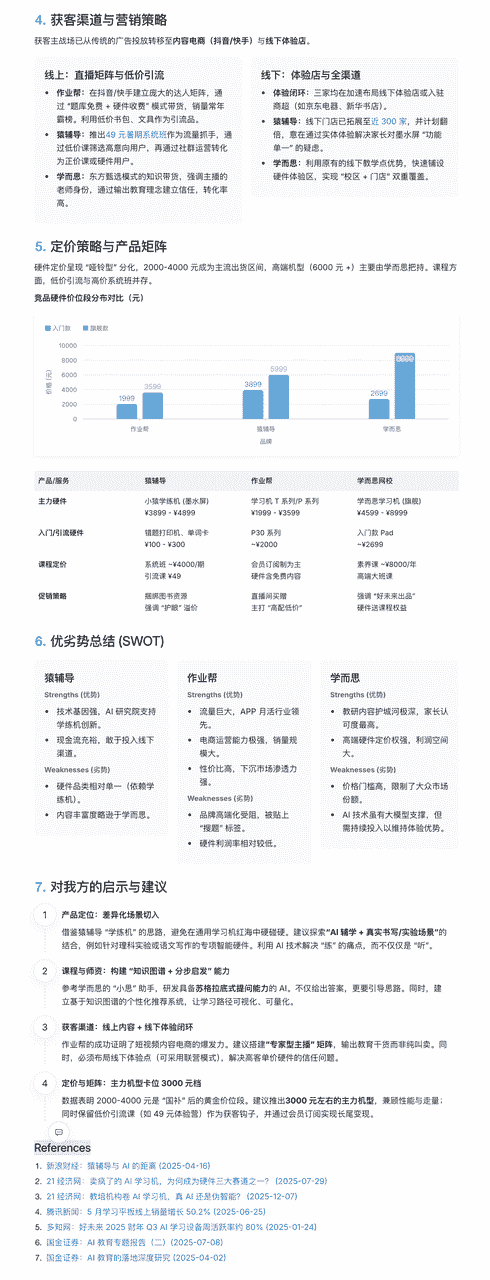 4. 获客渠道与营销策略
获客主战场已从传统的广告投放转移至内容电商（抖音/快手）与线下体验店。
线上：直播矩阵与低价引流
• 作业帮：在抖音/快手建立庞大的达人矩阵，通
过 “题库免费 + 硬件收费” 模式带货，销量常年
霸榜。利用低价书包、文具作为引流品。
• 猿辅导：推出49 元暑期系统班作为流量抓手，通
过低价课筛选高意向用户，再通过社群运营转化
为正价课或硬件用户。
• 学而思：东方甄选模式的知识带货，强调主播的
老师身份，通过输出教育理念建立信任，转化率
高。
线下：体验店与全渠道
• 体验闭环：三家均在加速布局线下体验店或入驻
商超（如京东电器、新华书店）。
• 猿辅导：线下门店已拓展至近 300 家，并计划翻
倍，意在通过实体体验解决家长对墨水屏 “功能
单一” 的疑虑。
• 学而思：利用原有的线下教学点优势，快速铺设
硬件体验区，实现 “校区 + 门店” 双重覆盖。
5. 定价策略与产品矩阵
硬件定价呈现 “哑铃型” 分化，2000-4000 元成为主流出货区间，高端机型（6000 元 +）主要由学而思把持。课程方
面，低价引流与高价系统班并存。
竞品硬件价位段分布对比（元）
入门款 旗舰款
价格 (元)
10000
8000
6000
4000
2000
0
1999 3598 3899 5999 2699 8999
作业帮 猿辅导 学而思
品牌
产品/服务 猿辅导 作业帮 学而思网校
主力硬件 小猿学练机 (墨水屏) 学习机 T 系列/P 系列 学而思学习机 (旗舰)
¥3899 - ¥4899 ¥1999 - ¥3599 ¥4599 - ¥8999
入门/引流硬件 错题打印机、单词卡 P30 系列 入门款 Pad
¥100 - ¥300 ~¥2000 ~¥2699
课程定价 系统班 ~¥4000/期 会员订阅制为主 素养课 ~¥8000/年
引流课 ¥49 硬件含免费内容 高端大班课
促销策略 捆绑图书资源 直播间买赠 强调 “好未来出品”
强调 “护眼” 溢价 主打 “高配低价” 硬件送课程权益
6. 优劣势总结 (SWOT)
猿辅导
Strengths (优势)
• 技术基因强，AI 研究院支持
学练机创新。
• 现金流充裕，敢于投入线下
渠道。
Weaknesses (劣势)
• 硬件品类相对单一（依赖学
练机）。
• 内容丰富度略逊于学而思。
作业帮
Strengths (优势)
• 流量巨大，APP 月活行业领
先。
• 电商运营能力极强，销量规
模大。
• 性价比高，下沉市场渗透力
强。
Weaknesses (劣势)
• 品牌高端化受阻，被贴上
“搜题” 标签。
• 硬件利润率相对较低。
学而思
Strengths (优势)
• 教研内容护城河极深，家长认
可度最高。
• 高端硬件定价权强，利润空间
大。
Weaknesses (劣势)
• 价格门槛高，限制了大众市场
份额。
• AI 技术虽有大模型支撑，但
需持续投入以维持体验优势。
7. 对我方的启示与建议
1 产品定位：差异化场景切入
借鉴猿辅导 “学练机” 的思路，避免在通用学习机红海中硬碰硬。建议探索“AI 辅学 + 真实书写/实验场景”的
结合，例如针对理科实验或语文写作的专项智能硬件。利用 AI 技术解决 “练” 的痛点，而不仅仅是 “听”。
2 课程与师资：构建 “知识图谱 + 分步启发” 能力
参考学而思的 “小思” 助手，研发具备苏格拉底式提问能力的 AI。不仅给出答案，更要引导思路。同时，建
立基于知识图谱的个性化推荐系统，让学习路径可视化、可量化。
3 获客渠道：线上内容 + 线下体验闭环
作业帮的成功证明了短视频内容电商的爆发力。建议搭建“专家型主播” 矩阵，输出教育干货而非纯叫卖。同
时，必须布局线下体验点（可采用联营模式），解决高客单价硬件的信任问题。
4 定价与矩阵：主力机型卡位 3000 元档
数据表明 2000-4000 元是 “国补” 后的黄金价位段。建议推出3000 元左右的主力机型，兼顾性能与走量；
同时保留低价引流课（如 49 元体验营）作为获客钩子，并通过会员订阅实现长尾变现。
References
1. 新浪财经：猿辅导与 AI 的距离 (2025-04-16)
2. 21 经济网：卖疯了的 AI 学习机，为何成为硬件三大赛道之一？ (2025-07-29)
3. 21 经济网：教培机构卷 AI 学习机，真 AI 还是伪智能？ (2025-12-07)
4. 腾讯新闻：5 月学习平板线上销量增长 50.2% (2025-06-25)
5. 多知网：好未来 2025 财年 Q3 AI 学习设备周活跃率约 80% (2025-01-24)
6. 国金证券：AI 教育专题报告（二）(2025-07-08)
7. 国金证券：AI 教育的落地深度研究 (2025-04-02)